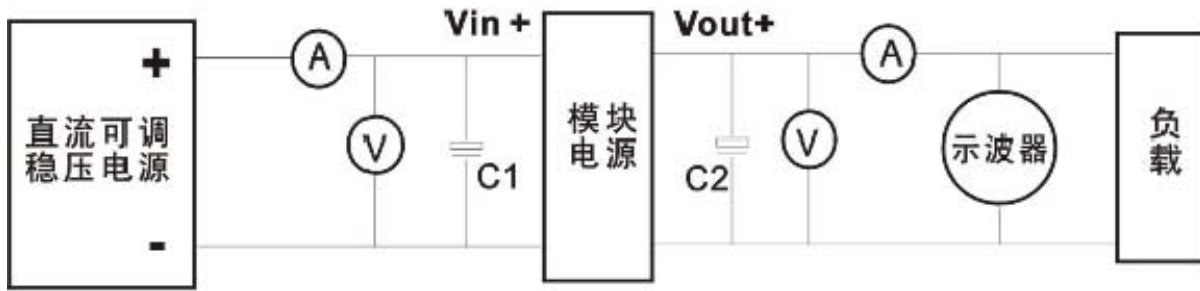 +
-
直流可调
稳压电源
A
V
C1
Vin +
模块
电源
Vout+
C2
V
A
示波器
负
载